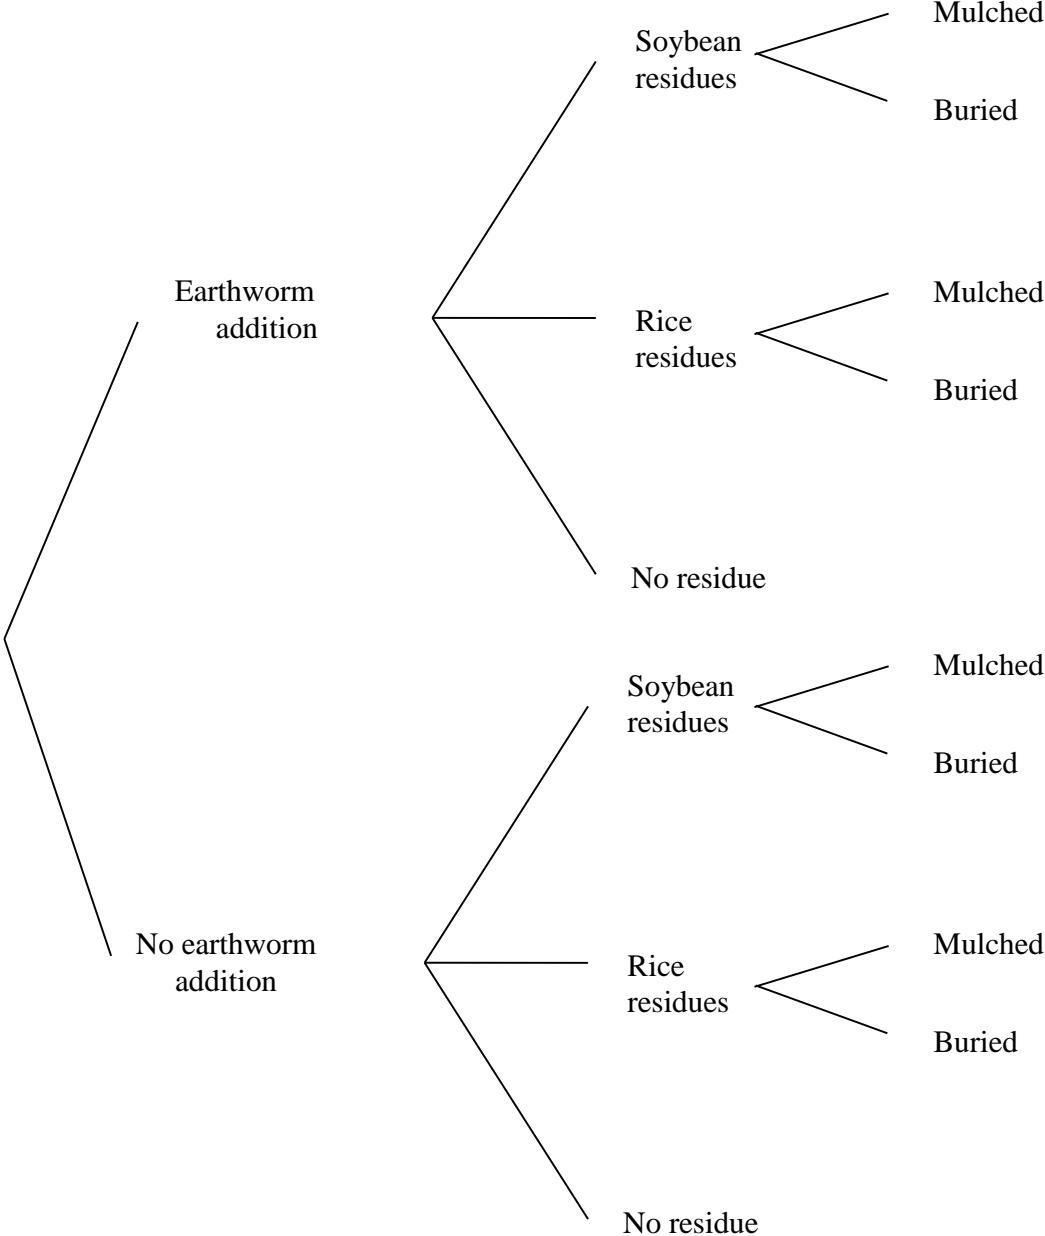 Mulched
Soybean
residues
Buried
Earthworm
addition
Mulched
Rice
residues
Buried
No residue
Mulched
Soybean
residues
Buried
No earthworm
addition
Mulched
Rice
residues
Buried
No residue